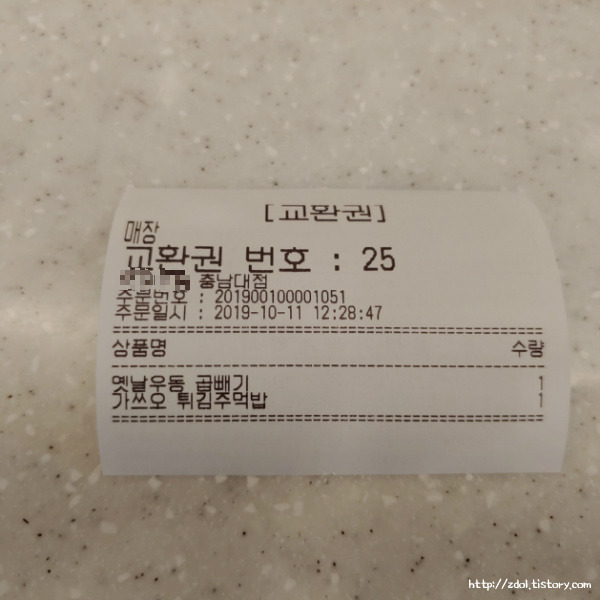 [교환권]
매장
교환권 번호 : 25
충남대점
주문번호 : 201900100001051
주문일시 : 2019-10-11 12:28:47
상품명 수량
옛날우동 곱빼기 1
가쓰오 튀김주먹밥 1
http://zdol.tistory.com